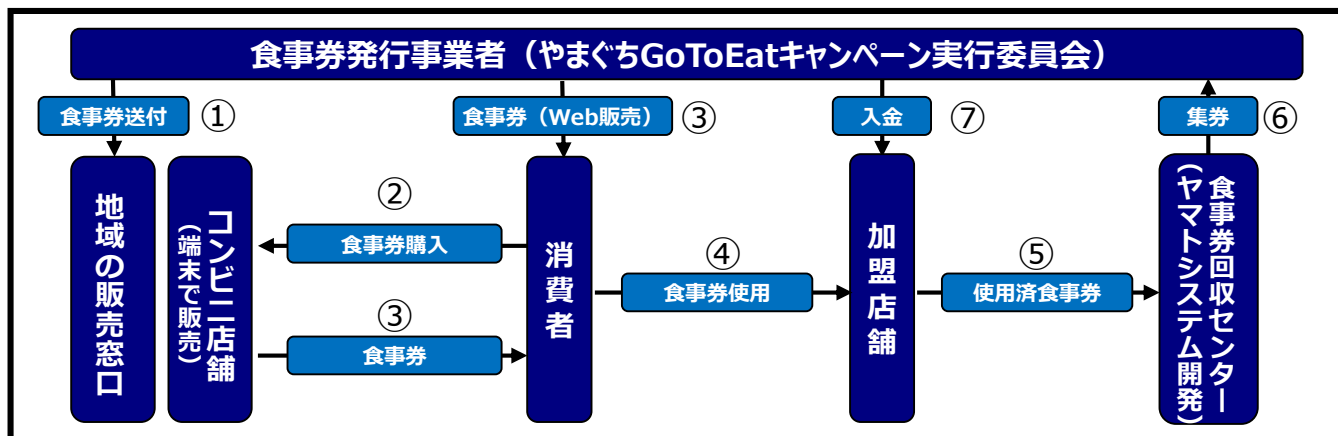 食事券発行事業者（やまぐちGoToEatキャンペーン実行委員会）
食事券送付
①
食事券（Web販売）
③
入金
⑦
集券
⑥
地域の販売窓口
コンビニ店舗
（端末で販売）
②
食事券購入
③
食事券
消費者
④
食事券使用
加盟店舗
⑤
使用済食事券
食事券回収センター
（ヤマトシステム開発）